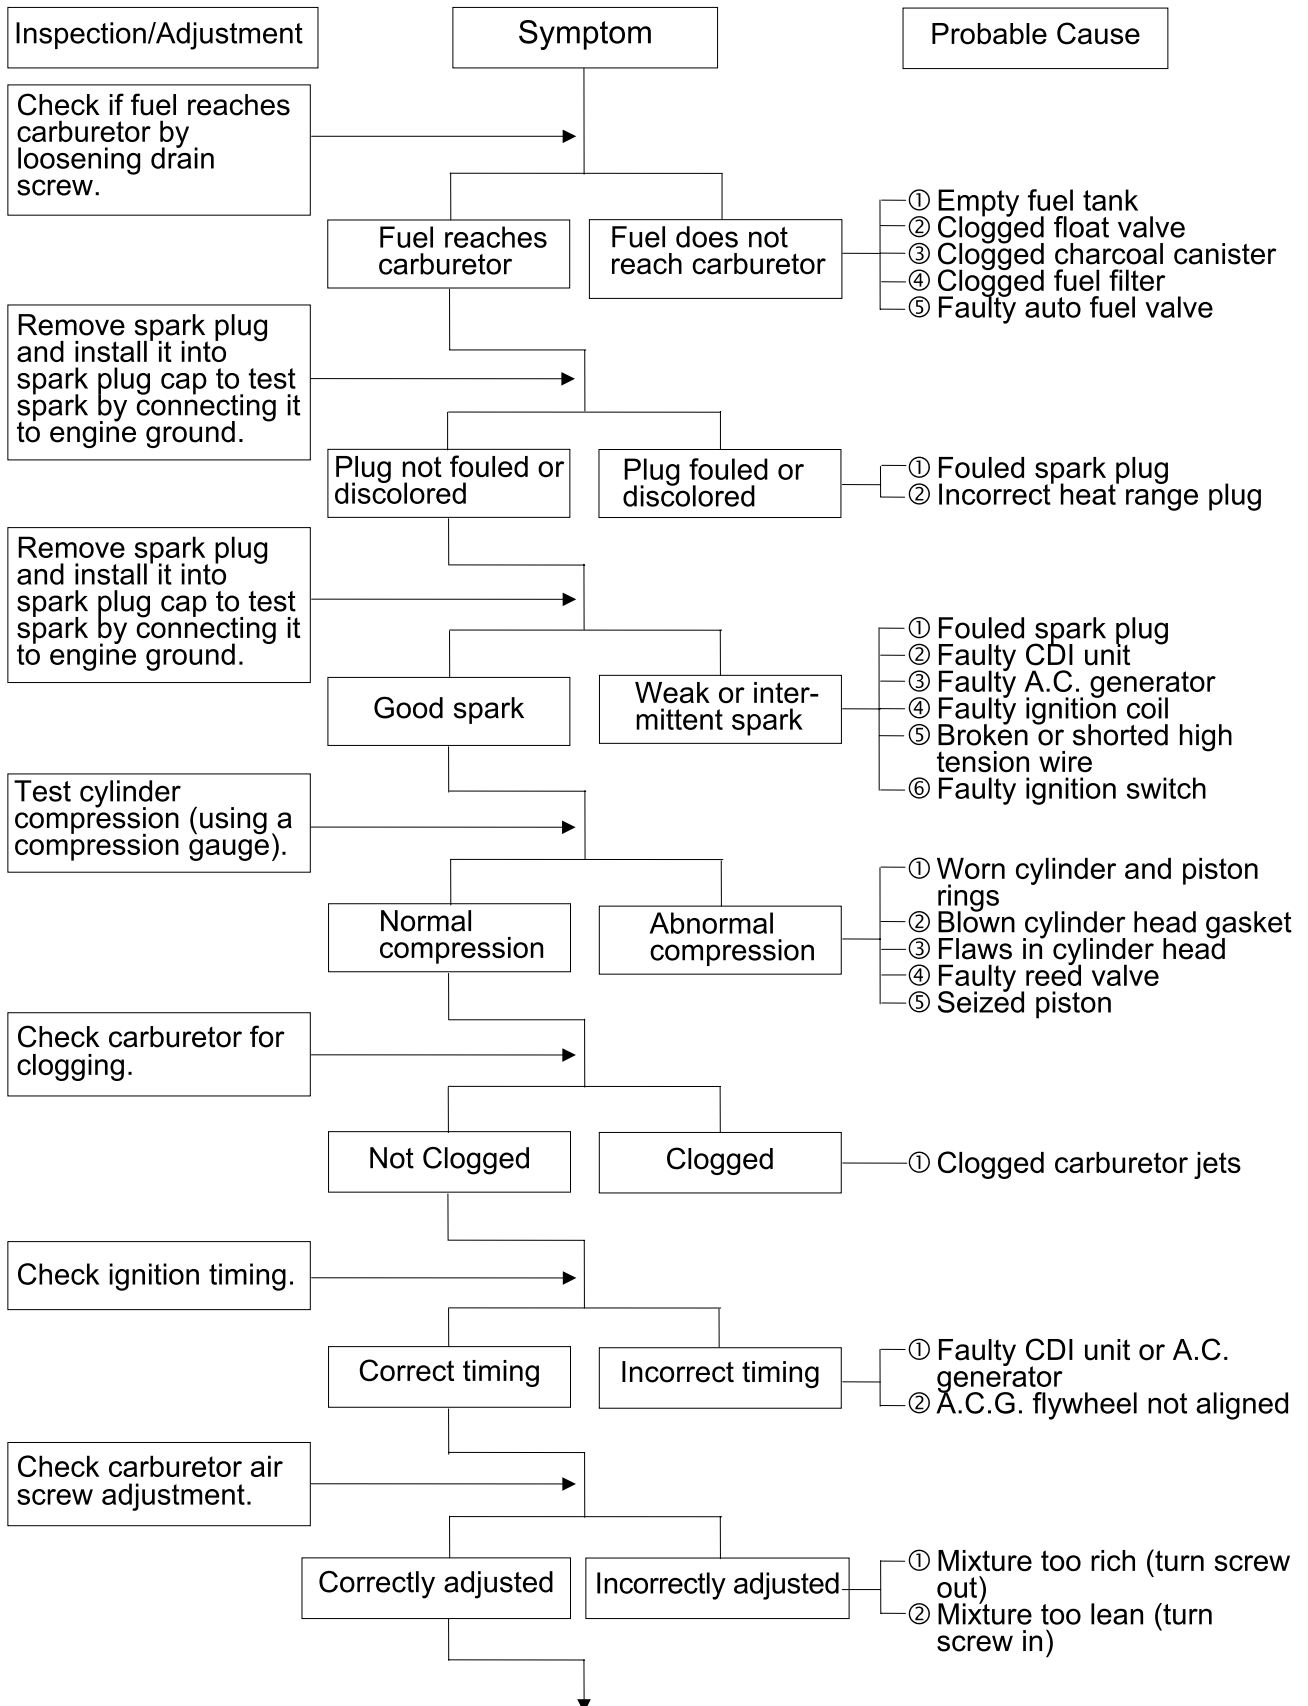 Inspection/Adjustment
Symptom
Probable Cause
Check if fuel reaches
carburetor by
loosening drain
screw.
Fuel reaches
carburetor
Fuel does not
reach carburetor
① Empty fuel tank
② Clogged float valve
③ Clogged charcoal canister
④ Clogged fuel filter
⑤ Faulty auto fuel valve
Remove spark plug
and install it into
spark plug cap to test
spark by connecting it
to engine ground.
Plug not fouled or
discolored
Plug fouled or
discolored
① Fouled spark plug
② Incorrect heat range plug
Remove spark plug
and install it into
spark plug cap to test
spark by connecting it
to engine ground.
Good spark
Weak or inter-
mittent spark
① Fouled spark plug
② Faulty CDI unit
③ Faulty A.C. generator
④ Faulty ignition coil
⑤ Broken or shorted high
tension wire
⑥ Faulty ignition switch
Test cylinder
compression (using a
compression gauge).
Normal
compression
Abnormal
compression
① Worn cylinder and piston
rings
② Blown cylinder head gasket
③ Flaws in cylinder head
④ Faulty reed valve
⑤ Seized piston
Check carburetor for
clogging.
Not Clogged
Clogged
① Clogged carburetor jets
Check ignition timing.
Correct timing
Incorrect timing
① Faulty CDI unit or A.C.
generator
② A.C.G. flywheel not aligned
Check carburetor air
screw adjustment.
Correctly adjusted
Incorrectly adjusted
① Mixture too rich (turn screw
out)
② Mixture too lean (turn
screw in)